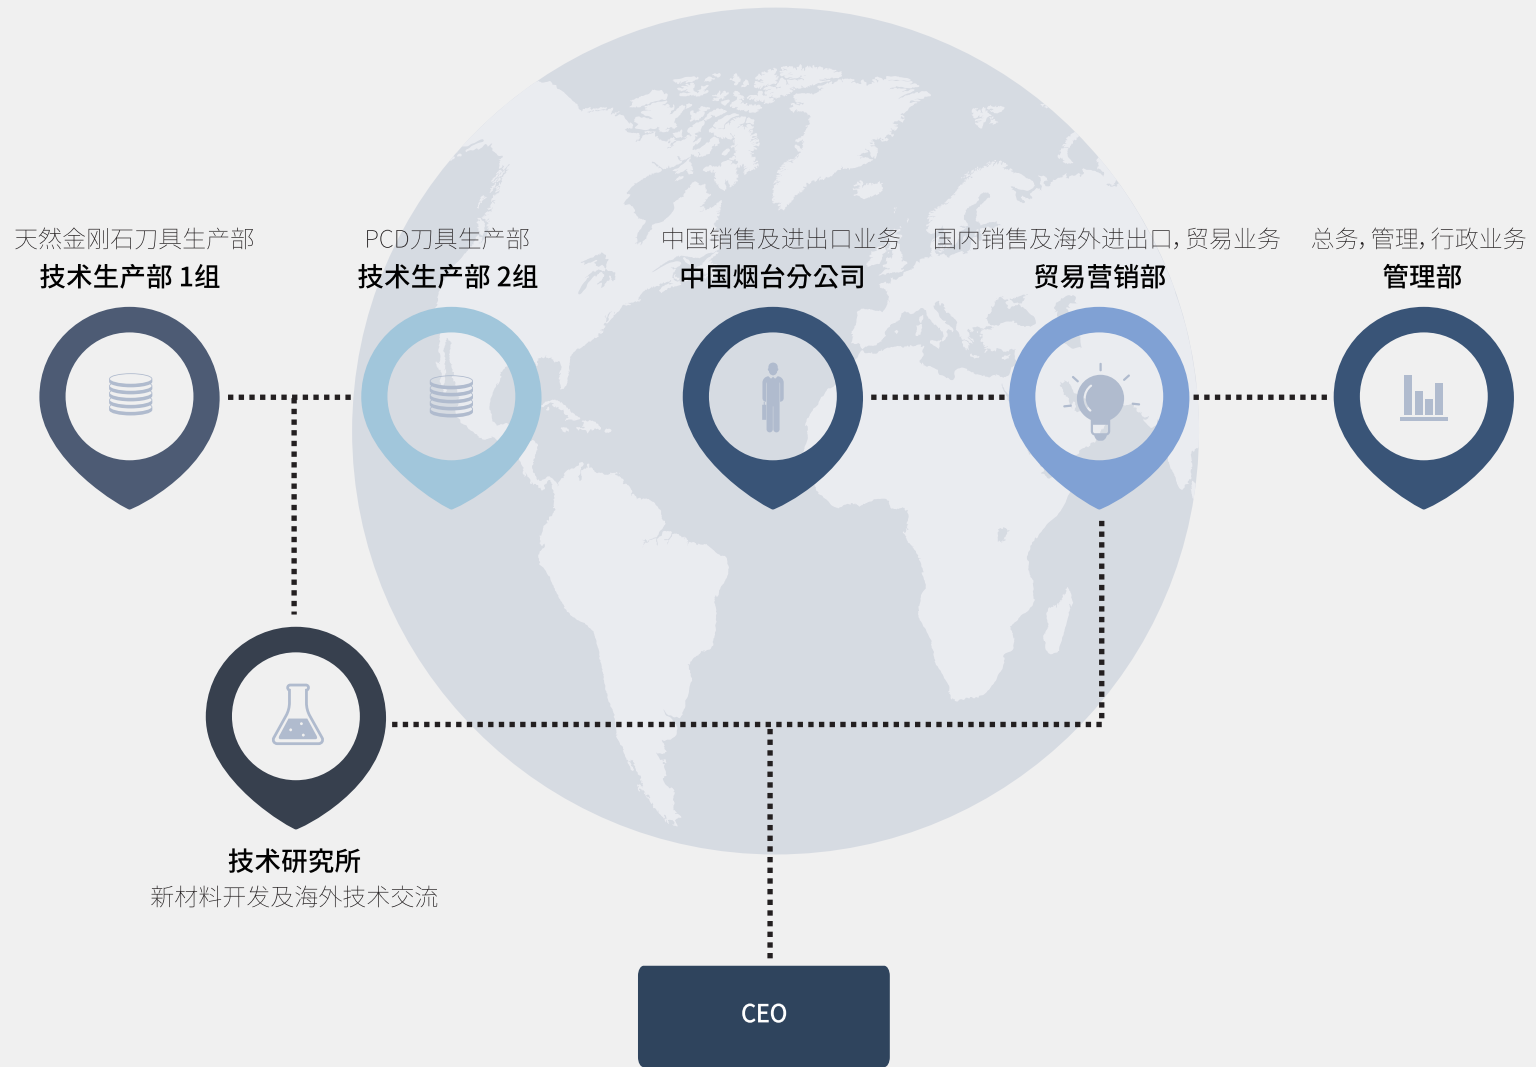 天然金刚石刀具生产部
技术生产部 1组
PCD刀具生产部
技术生产部 2组
中国销售及进出口业务
中国烟台分公司
国内销售及海外进出口, 贸易业务
贸易营销部
总务, 管理, 行政业务
管理部
技术研究所
新材料开发及海外技术交流
CEO